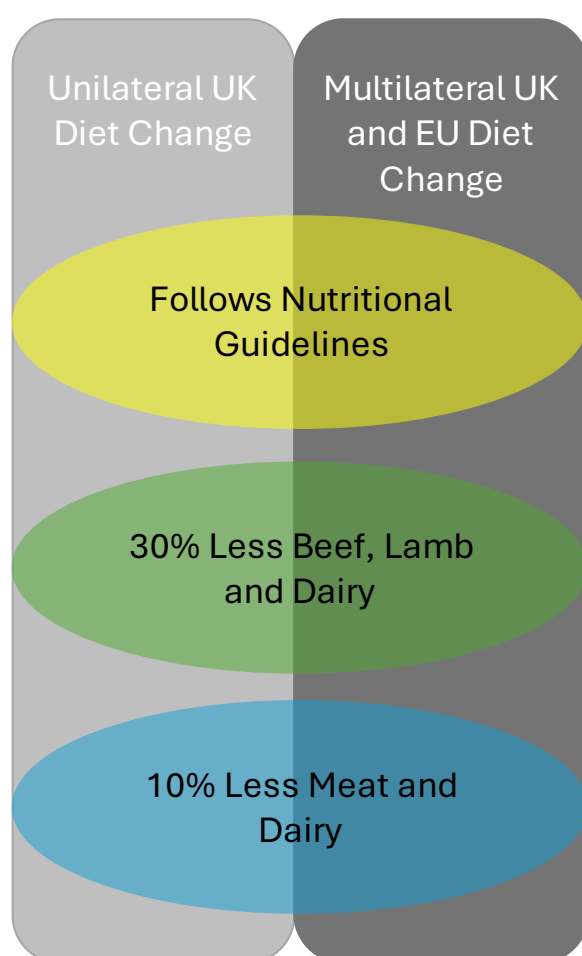 Unilateral UK
Diet Change
Multilateral UK
and EU Diet
Change
Follows Nutritional
Guidelines
30% Less Beef, Lamb
and Dairy
10% Less Meat and
Dairy